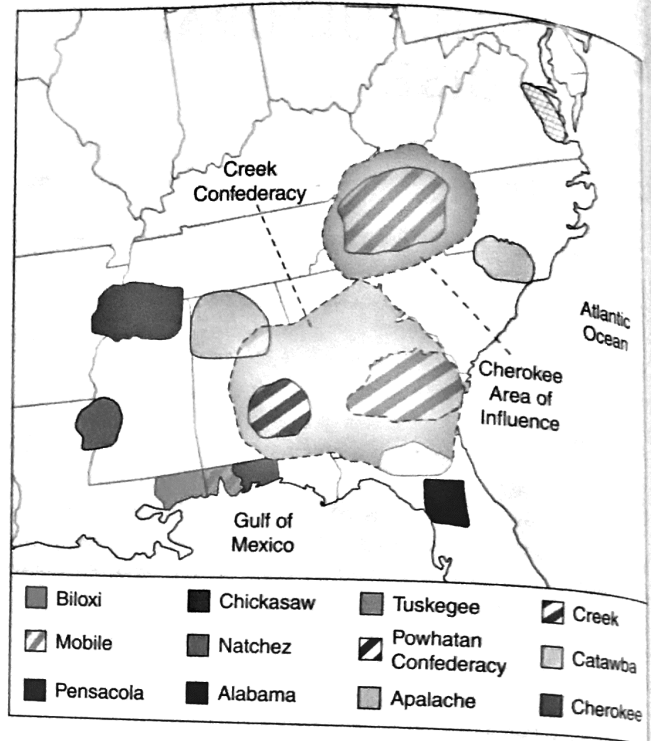 Creek
Confederacy
Atlantic
Ocean
Cherokee
Area of
Influence
Gulf of
Mexico
Biloxi
Chickasaw
Tuskegee
Creek
Mobile
Natchez
Powhatan
Confederacy
Catawba
Pensacola
Alabama
Apalache
Cherokee